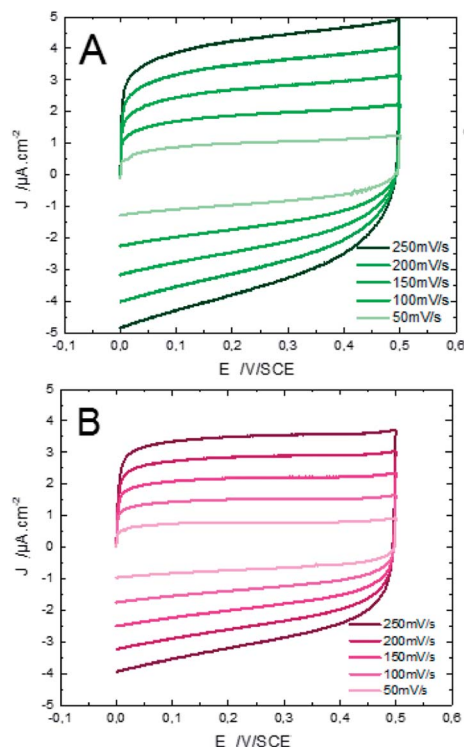 A
5
4
3
2
1
0
-1
-2
-3
-4
-5
J /µA.cm⁻²
250mV/s
200mV/s
150mV/s
100mV/s
50mV/s
-0,1 0,0 0,1 0,2 0,3 0,4 0,5 0,6
E /V/SCE
B
5
4
3
2
1
0
-1
-2
-3
-4
-5
J /µA.cm⁻²
250mV/s
200mV/s
150mV/s
100mV/s
50mV/s
-0,1 0,0 0,1 0,2 0,3 0,4 0,5 0,6
E /V/SCE